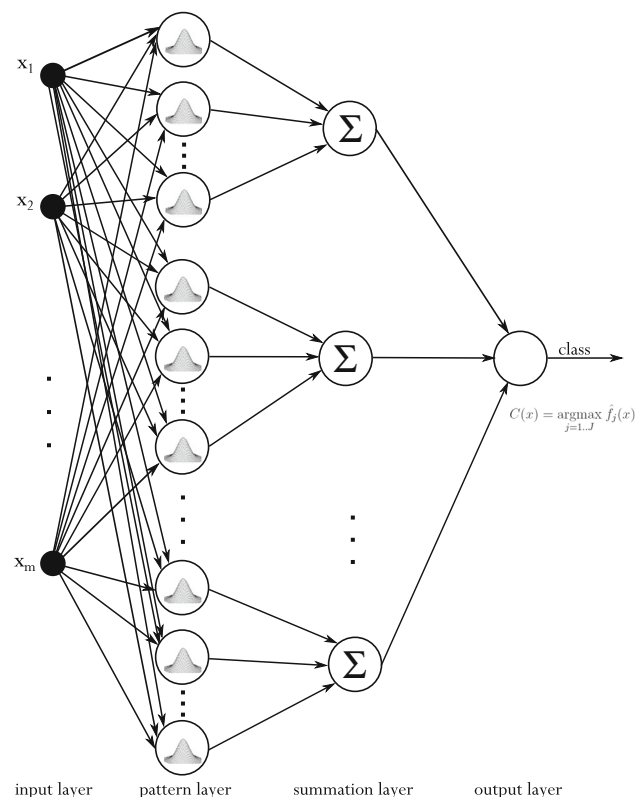 x₁
Σ
x₂
Σ
class
C(x) = argmax f̂ⱼ(x)
j=1..J
xₘ
Σ
input layer pattern layer summation layer output layer